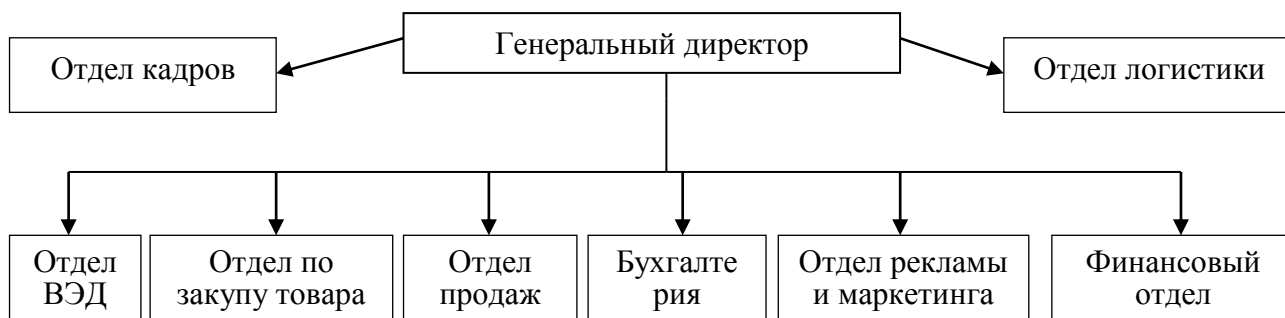 Генеральный директор
Отдел кадров
Отдел логистики
Отдел
ВЭД
Отдел по
закупу товара
Отдел
продаж
Бухгалте
рия
Отдел рекламы
и маркетинга
Финансовый
отдел